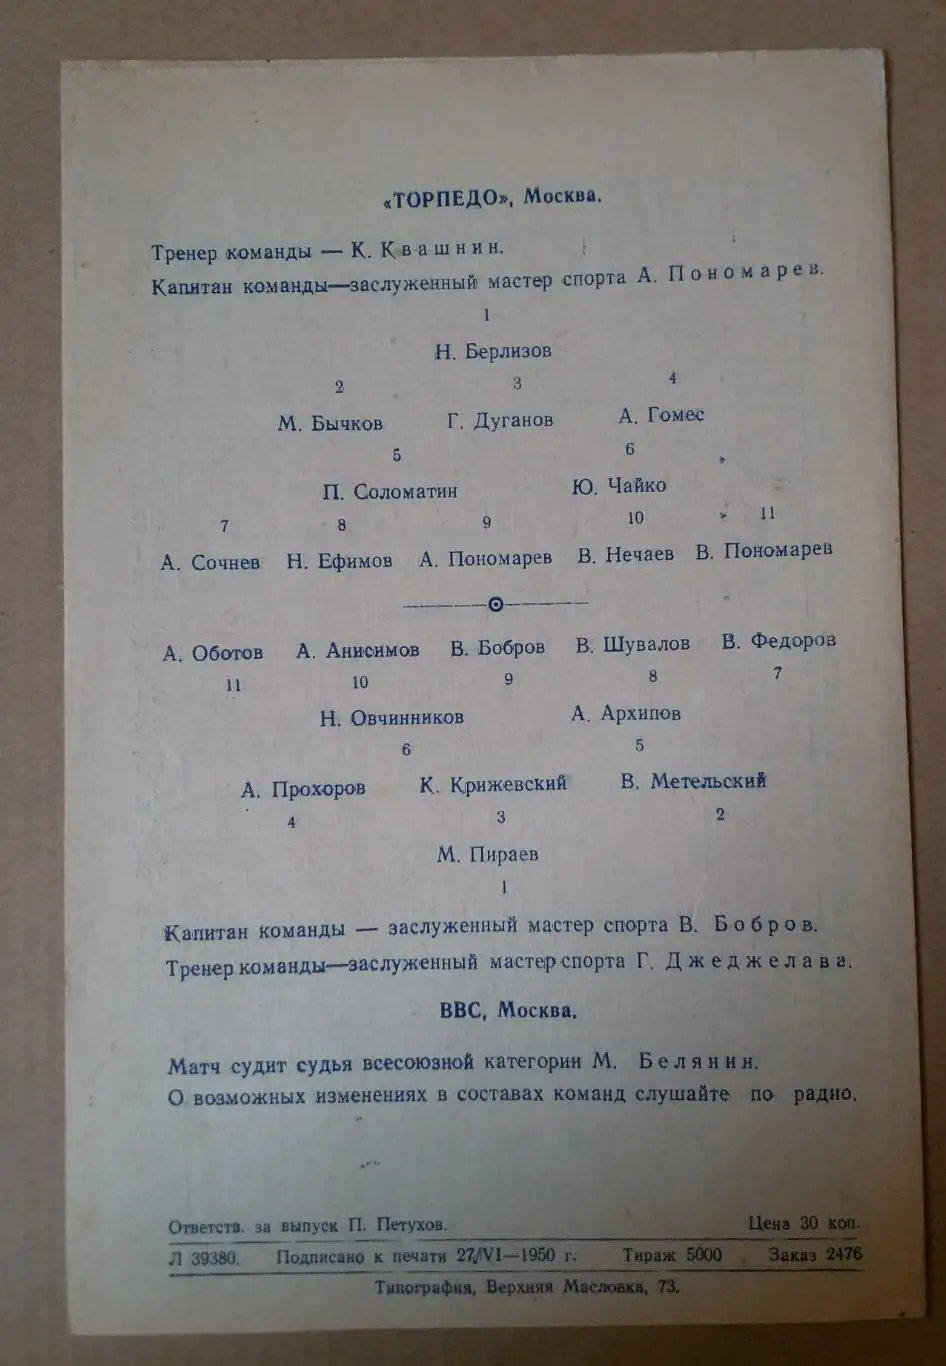 «ТОРПЕДО», Москва.
Тренер команды — К. Квашнин.
Капитан команды—заслуженный мастер спорта А. Пономарев.
1
Н. Берлизов
2 3 4
М. Бычков Г. Дуганов А. Гомес
5 6
П. Соломатин Ю. Чайко
7 8 9 10 11
А. Сочнев Н. Ефимов А. Пономарев В. Нечаев В. Пономарев
А. Оботов А. Анисимов В. Бобров В. Шувалов В. Федоров
11 10 9 8 7
Н. Овчинников А. Архипов
6 5
А. Прохоров К. Крижевский В. Метельский
4 3 2
М. Пираев
1
Капитан команды — заслуженный мастер спорта В. Бобров.
Тренер команды—заслуженный мастер спорта Г. Джеджелава.
ВВС, Москва.
Матч судит судья всесоюзной категории М. Белянин.
О возможных изменениях в составах команд слушайте по радио.
Ответств. за выпуск П. Петухов. Цена 30 коп.
Л 39380. Подписано к печати 27/VI—1950 г. Тираж 5000 Заказ 2476
Типография, Верхняя Масловка, 73.